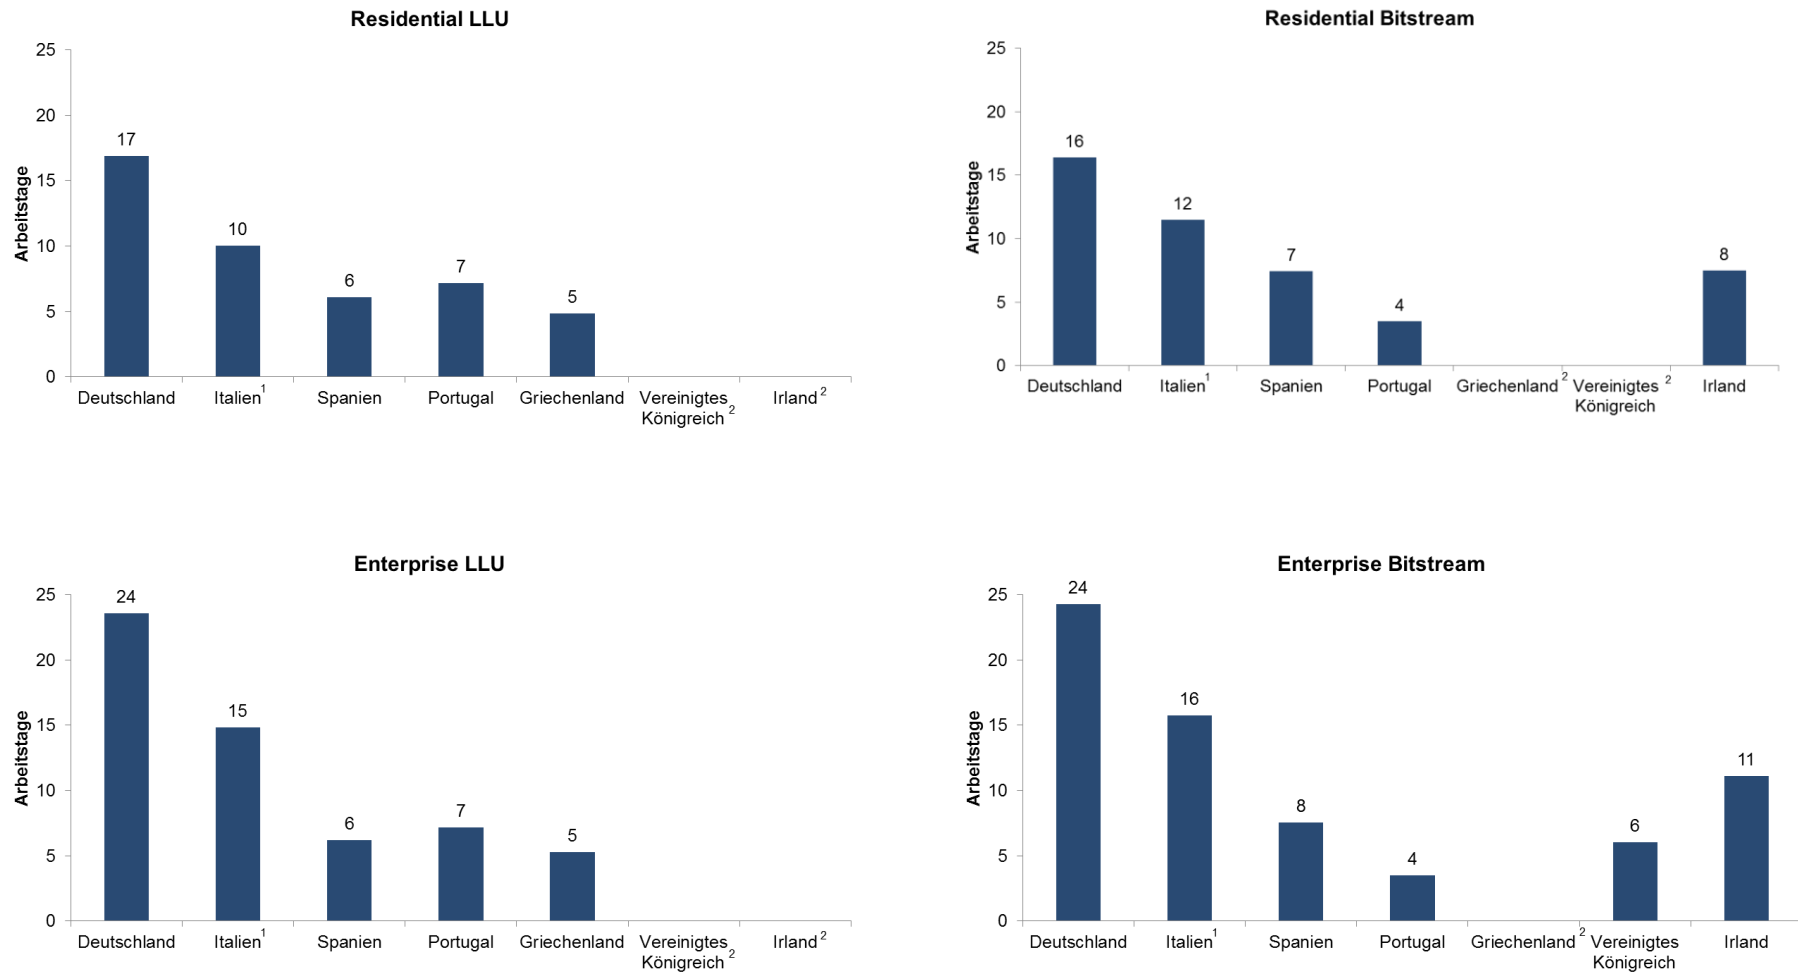 Residential LLU
25
20
15
10
5
0
Arbeitstage
17
10
6
7
5
Deutschland Italien¹ Spanien Portugal Griechenland Vereinigtes Irland²
Königreich²
Residential Bitstream
25
20
15
10
5
0
Arbeitstage
16
12
7
4
8
Deutschland Italien¹ Spanien Portugal Griechenland² Vereinigtes² Irland
Königreich
Enterprise LLU
25
20
15
10
5
0
Arbeitstage
24
15
6
7
5
Deutschland Italien¹ Spanien Portugal Griechenland Vereinigtes Irland²
Königreich²
Enterprise Bitstream
25
20
15
10
5
0
Arbeitstage
24
16
8
4
6
11
Deutschland Italien¹ Spanien Portugal Griechenland² Vereinigtes Irland
Königreich